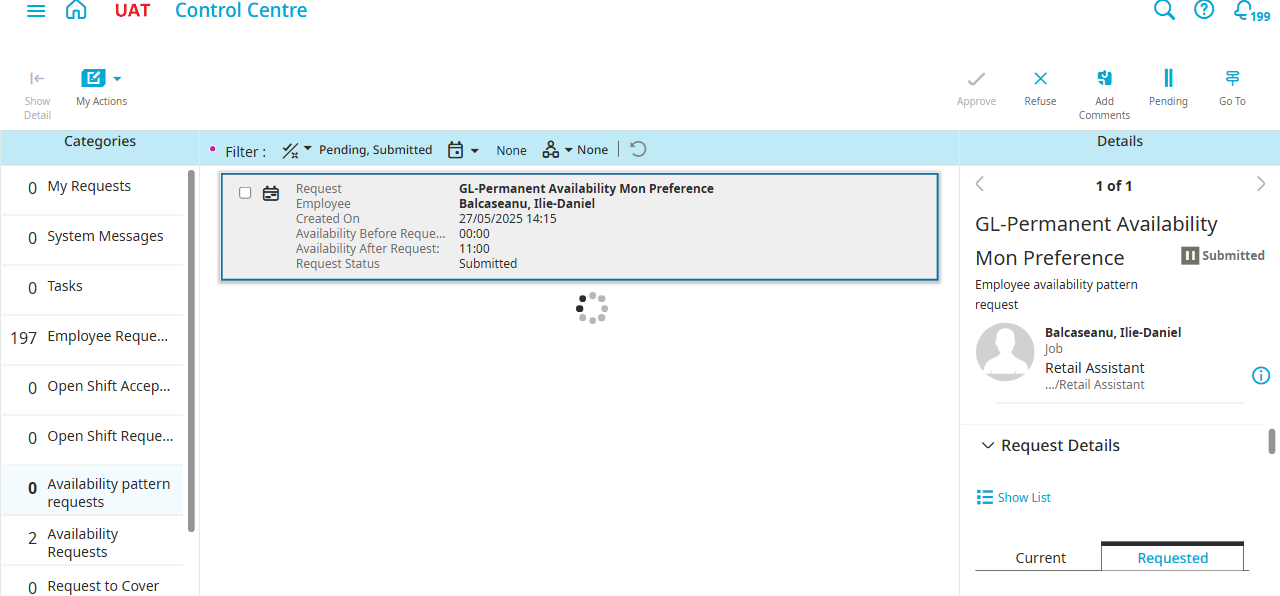 UAT Control Centre 199
Show Detail
My Actions
Approve
Refuse
Add Comments
Pending
Go To
Categories
Filter : Pending, Submitted None None
Details
0 My Requests
0 System Messages
0 Tasks
197 Employee Reque...
0 Open Shift Accep...
0 Open Shift Reque...
0 Availability pattern
requests
2 Availability
Requests
0 Request to Cover
Request GL-Permanent Availability Mon Preference
Employee Balcaseanu, Ilie-Daniel
Created On 27/05/2025 14:15
Availability Before Reque... 00:00
Availability After Request: 11:00
Request Status Submitted
1 of 1
GL-Permanent Availability
Mon Preference Submitted
Employee availability pattern
request
Balcaseanu, Ilie-Daniel
Job
Retail Assistant
.../Retail Assistant
Request Details
Show List
Current Requested